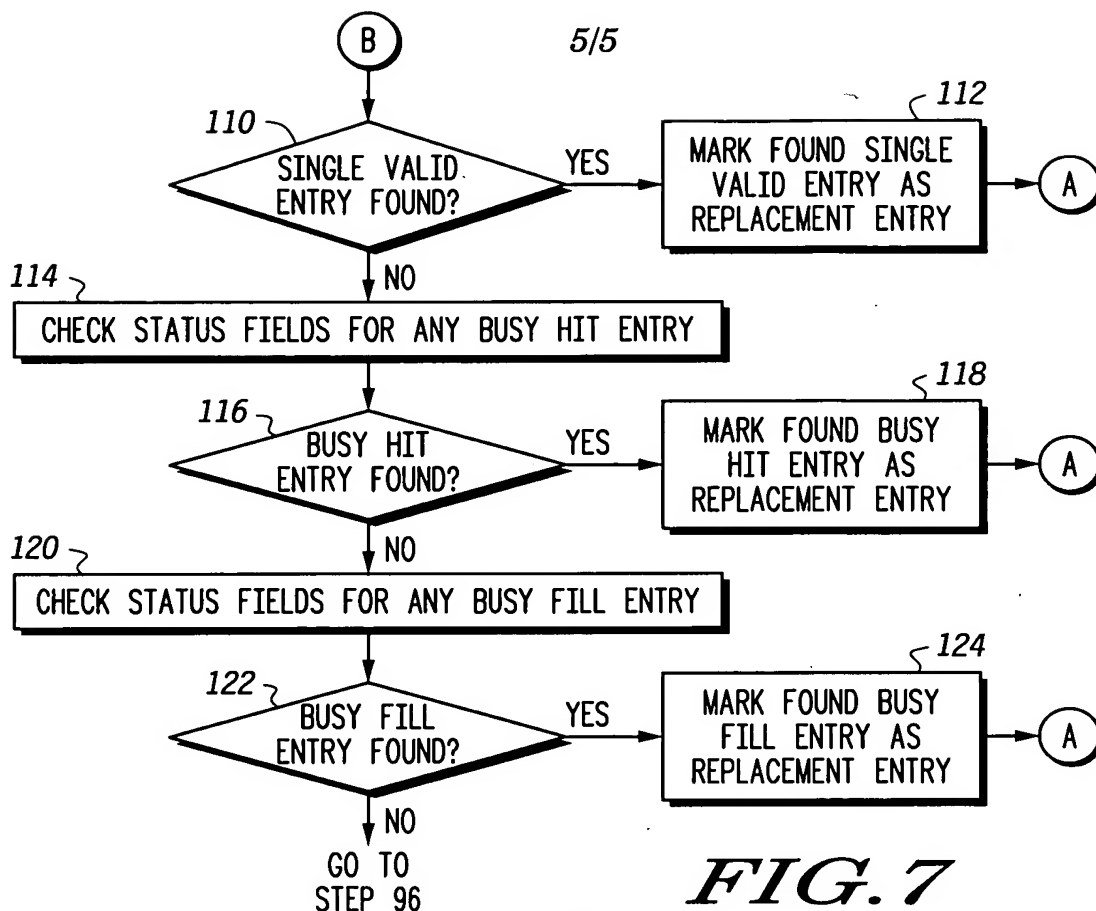 B
5/5
110
SINGLE VALID
ENTRY FOUND?
YES
112
MARK FOUND SINGLE
VALID ENTRY AS
REPLACEMENT ENTRY
A
NO
114
CHECK STATUS FIELDS FOR ANY BUSY HIT ENTRY
116
BUSY HIT
ENTRY FOUND?
YES
118
MARK FOUND BUSY
HIT ENTRY AS
REPLACEMENT ENTRY
A
NO
120
CHECK STATUS FIELDS FOR ANY BUSY FILL ENTRY
122
BUSY FILL
ENTRY FOUND?
YES
124
MARK FOUND BUSY
FILL ENTRY AS
REPLACEMENT ENTRY
A
NO
GO TO
STEP 96
FIG. 7